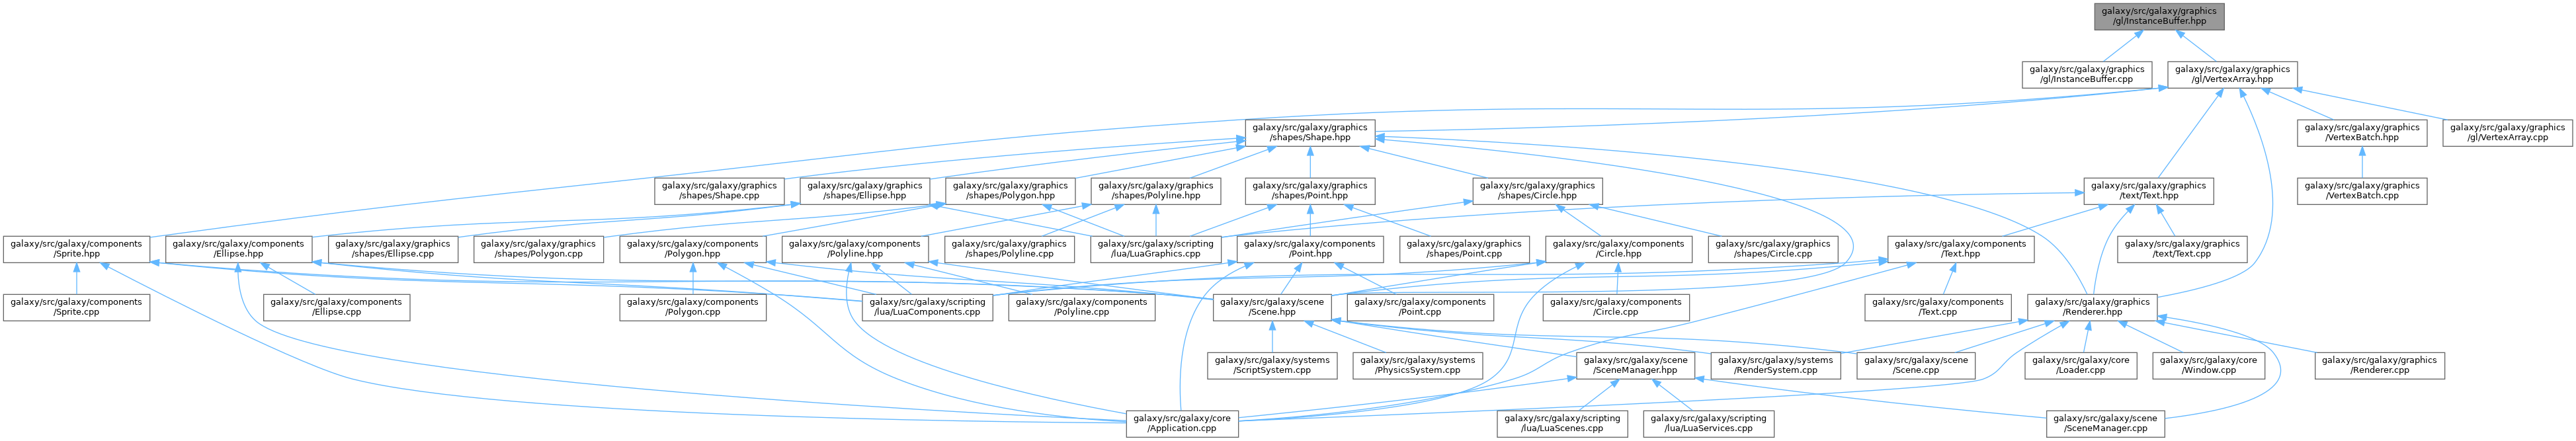 galaxy/src/galaxy/graphics
/gl/InstanceBuffer.hpp
galaxy/src/galaxy/graphics
/gl/InstanceBuffer.cpp
galaxy/src/galaxy/graphics
/gl/VertexArray.hpp
galaxy/src/galaxy/graphics
/shapes/Shape.hpp
galaxy/src/galaxy/graphics
/VertexBatch.hpp
galaxy/src/galaxy/graphics
/gl/VertexArray.cpp
galaxy/src/galaxy/graphics
/shapes/Shape.cpp
galaxy/src/galaxy/graphics
/shapes/Ellipse.hpp
galaxy/src/galaxy/graphics
/shapes/Polygon.hpp
galaxy/src/galaxy/graphics
/shapes/Polyline.hpp
galaxy/src/galaxy/graphics
/shapes/Point.hpp
galaxy/src/galaxy/graphics
/shapes/Circle.hpp
galaxy/src/galaxy/graphics
/text/Text.hpp
galaxy/src/galaxy/graphics
/VertexBatch.cpp
galaxy/src/galaxy/components
/Sprite.hpp
galaxy/src/galaxy/components
/Ellipse.hpp
galaxy/src/galaxy/graphics
/shapes/Ellipse.cpp
galaxy/src/galaxy/graphics
/shapes/Polygon.cpp
galaxy/src/galaxy/components
/Polygon.hpp
galaxy/src/galaxy/components
/Polyline.hpp
galaxy/src/galaxy/graphics
/shapes/Polyline.cpp
galaxy/src/galaxy/scripting
/lua/LuaGraphics.cpp
galaxy/src/galaxy/components
/Point.hpp
galaxy/src/galaxy/graphics
/shapes/Point.cpp
galaxy/src/galaxy/components
/Circle.hpp
galaxy/src/galaxy/graphics
/shapes/Circle.cpp
galaxy/src/galaxy/components
/Text.hpp
galaxy/src/galaxy/graphics
/text/Text.cpp
galaxy/src/galaxy/components
/Sprite.cpp
galaxy/src/galaxy/components
/Ellipse.cpp
galaxy/src/galaxy/components
/Polygon.cpp
galaxy/src/galaxy/scripting
/lua/LuaComponents.cpp
galaxy/src/galaxy/components
/Polyline.cpp
galaxy/src/galaxy/scene
/Scene.hpp
galaxy/src/galaxy/components
/Point.cpp
galaxy/src/galaxy/components
/Circle.cpp
galaxy/src/galaxy/components
/Text.cpp
galaxy/src/galaxy/graphics
/Renderer.hpp
galaxy/src/galaxy/systems
/ScriptSystem.cpp
galaxy/src/galaxy/systems
/PhysicsSystem.cpp
galaxy/src/galaxy/scene
/SceneManager.hpp
galaxy/src/galaxy/systems
/RenderSystem.cpp
galaxy/src/galaxy/scene
/Scene.cpp
galaxy/src/galaxy/core
/Loader.cpp
galaxy/src/galaxy/core
/Window.cpp
galaxy/src/galaxy/graphics
/Renderer.cpp
galaxy/src/galaxy/core
/Application.cpp
galaxy/src/galaxy/scripting
/lua/LuaScenes.cpp
galaxy/src/galaxy/scripting
/lua/LuaServices.cpp
galaxy/src/galaxy/scene
/SceneManager.cpp